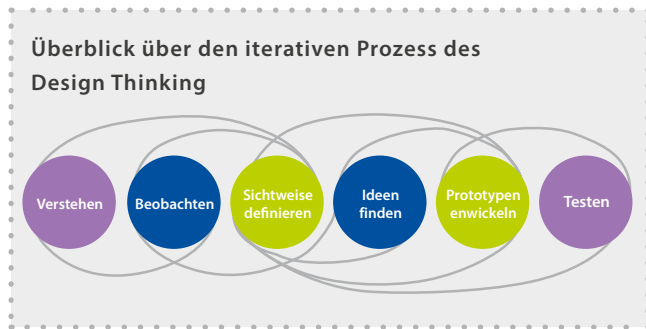 Überblick über den iterativen Prozess des
Design Thinking
Verstehen
Beobachten
Sichtweise
definieren
Ideen
finden
Prototypen
enwickeln
Testen